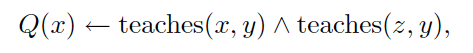 Q(x) ← teaches(x, y) ∧ teaches(z, y),